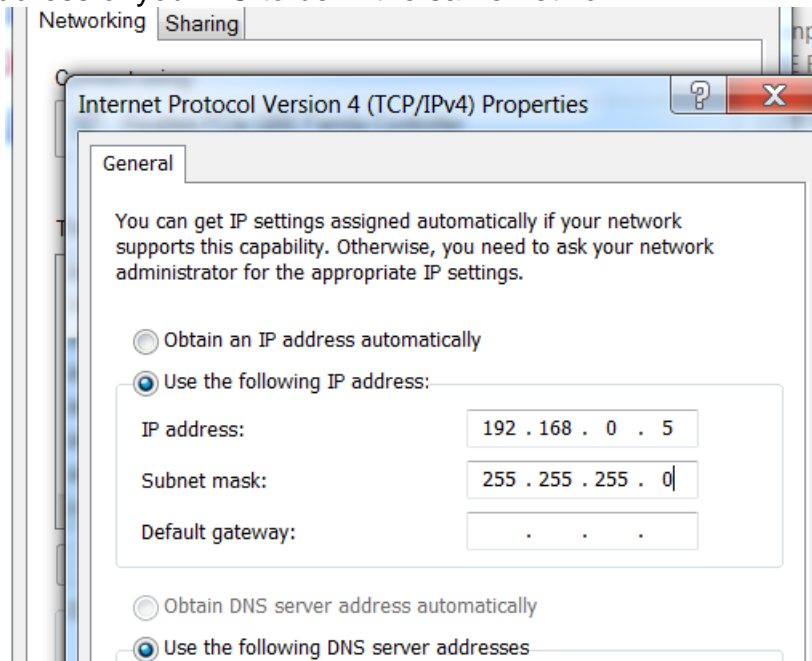 Networking Sharing
Internet Protocol Version 4 (TCP/IPv4) Properties
General
You can get IP settings assigned automatically if your network
supports this capability. Otherwise, you need to ask your network
administrator for the appropriate IP settings.
Obtain an IP address automatically
Use the following IP address:
IP address: 192 . 168 . 0 . 5
Subnet mask: 255 . 255 . 255 . 0
Default gateway: . . .
Obtain DNS server address automatically
Use the following DNS server addresses